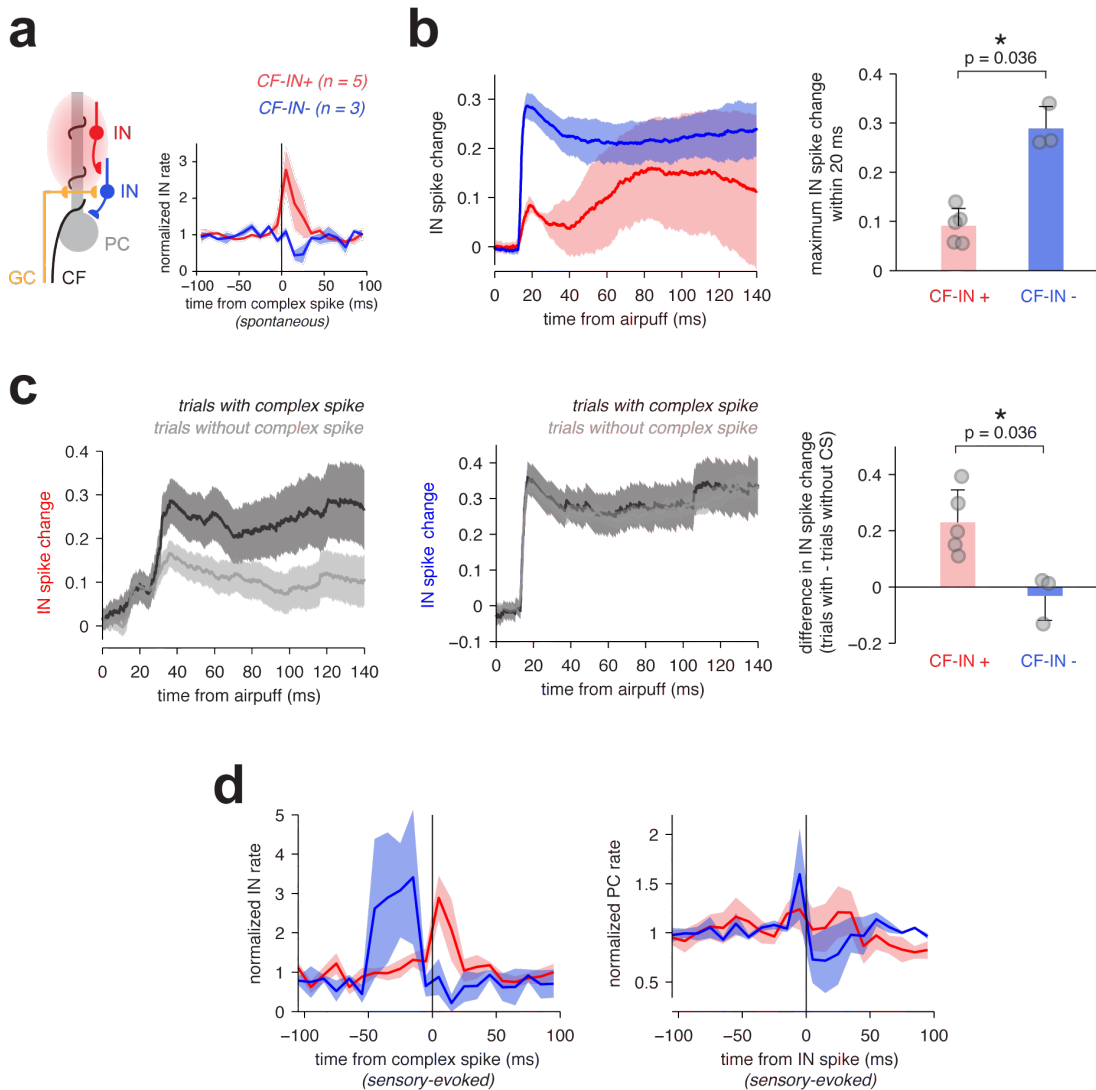 a
CF-IN+ (n = 5)
CF-IN- (n = 3)
IN
IN
PC
GC
CF
normalized IN rate
3
2
1
0
−100
−50
0
50
100
time from complex spike (ms)
(spontaneous)
b
IN spike change
0.3
0.2
0.1
0
0
20
40
60
80
100
120
140
time from airpuff (ms)
*
p = 0.036
maximum IN spike change
within 20 ms
0.4
0.3
0.2
0.1
0
CF-IN +
CF-IN -
c
trials with complex spike
trials without complex spike
IN spike change
0.4
0.3
0.2
0.1
0
0
20
40
60
80
100
120
140
time from airpuff (ms)
trials with complex spike
trials without complex spike
IN spike change
0.4
0.3
0.2
0.1
0
−0.1
0
20
40
60
80
100
120
140
time from airpuff (ms)
*
p = 0.036
difference in IN spike change
(trials with - trials without CS)
0.4
0.2
0
−0.2
CF-IN +
CF-IN -
d
normalized IN rate
5
4
3
2
1
0
−100
−50
0
50
100
time from complex spike (ms)
(sensory-evoked)
normalized PC rate
2
1.5
1
0.5
−100
−50
0
50
100
time from IN spike (ms)
(sensory-evoked)